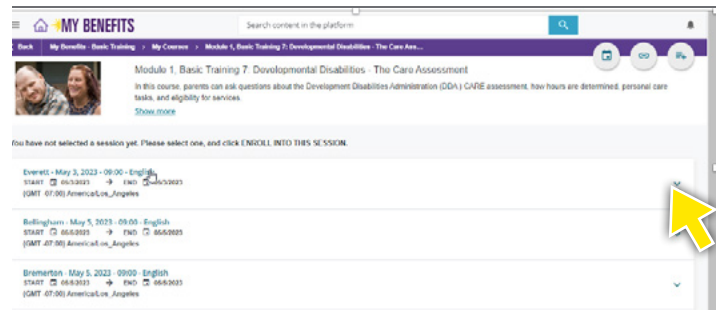 MY BENEFITS
Search content in the platform
Back My Benefits - Basic Training > My Courses > Module 1, Basic Training 7: Developmental Disabilities - The Care Ass...
Module 1, Basic Training 7: Developmental Disabilities - The Care Assessment
In this course, parents can ask questions about the Development Disabilities Administration (DDA) CARE assessment, how hours are determined, personal care
tasks, and eligibility for services.
Show more
You have not selected a session yet. Please select one, and click ENROLL INTO THIS SESSION.
Everett - May 3, 2023 - 09:00 - English
START 05/3/2023 → END 05/3/2023
(GMT -07:00) America/Los_Angeles
Bellingham - May 5, 2023 - 09:00 - English
START 05/5/2023 → END 05/5/2023
(GMT -07:00) America/Los_Angeles
Bremerton - May 5, 2023 - 09:00 - English
START 05/5/2023 → END 05/5/2023
(GMT -07:00) America/Los_Angeles